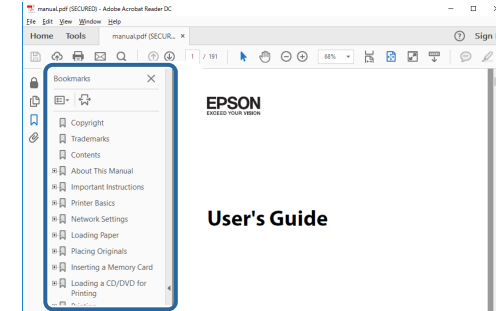 manual.pdf (SECURED) - Adobe Acrobat Reader DC
File Edit View Window Help
Home Tools manual.pdf (SECUR... ×
Sign
1 / 191
68%
Bookmarks
Copyright
Trademarks
Contents
About This Manual
Important Instructions
Printer Basics
Network Settings
Loading Paper
Placing Originals
Inserting a Memory Card
Loading a CD/DVD for
Printing
EPSON
EXCEED YOUR VISION
User's Guide